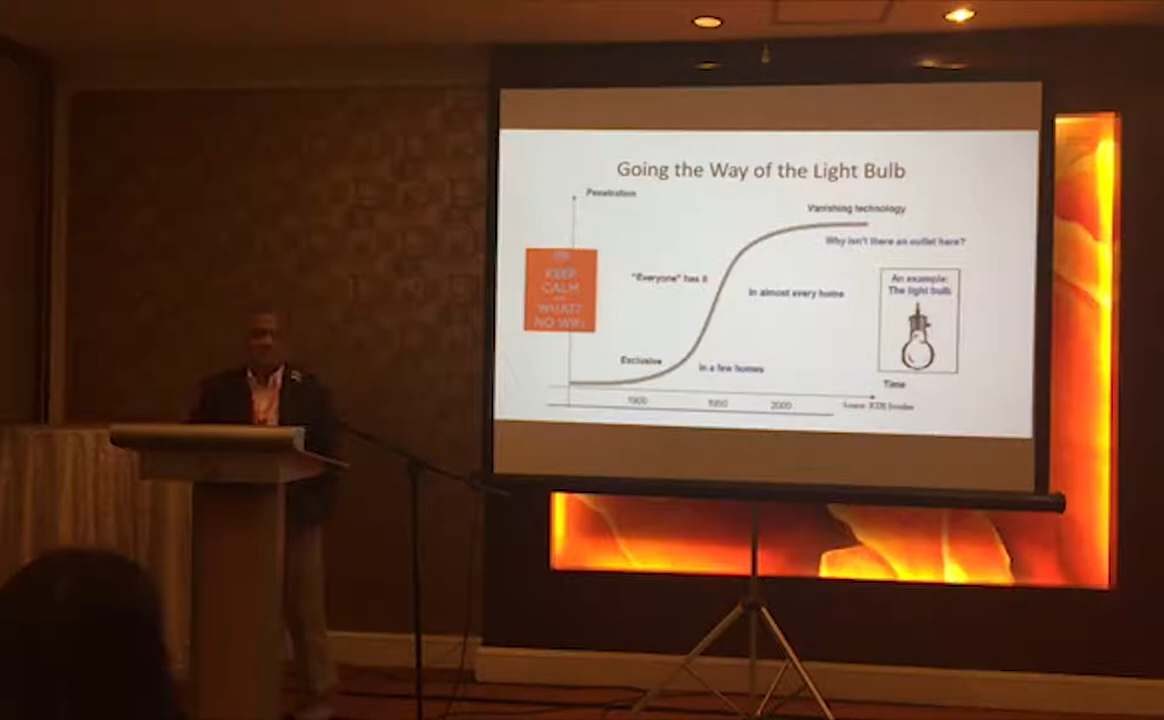 Going the Way of the Light Bulb
Penetration
Vanishing technology
Why isn't there an outlet here?
"Everyone" has it
In almost every home
An example:
The light bulb
KEEP
CALM
WHAT?
NO WIFI
Exclusive
In a few homes
Time
1900
1950
2000
Source: